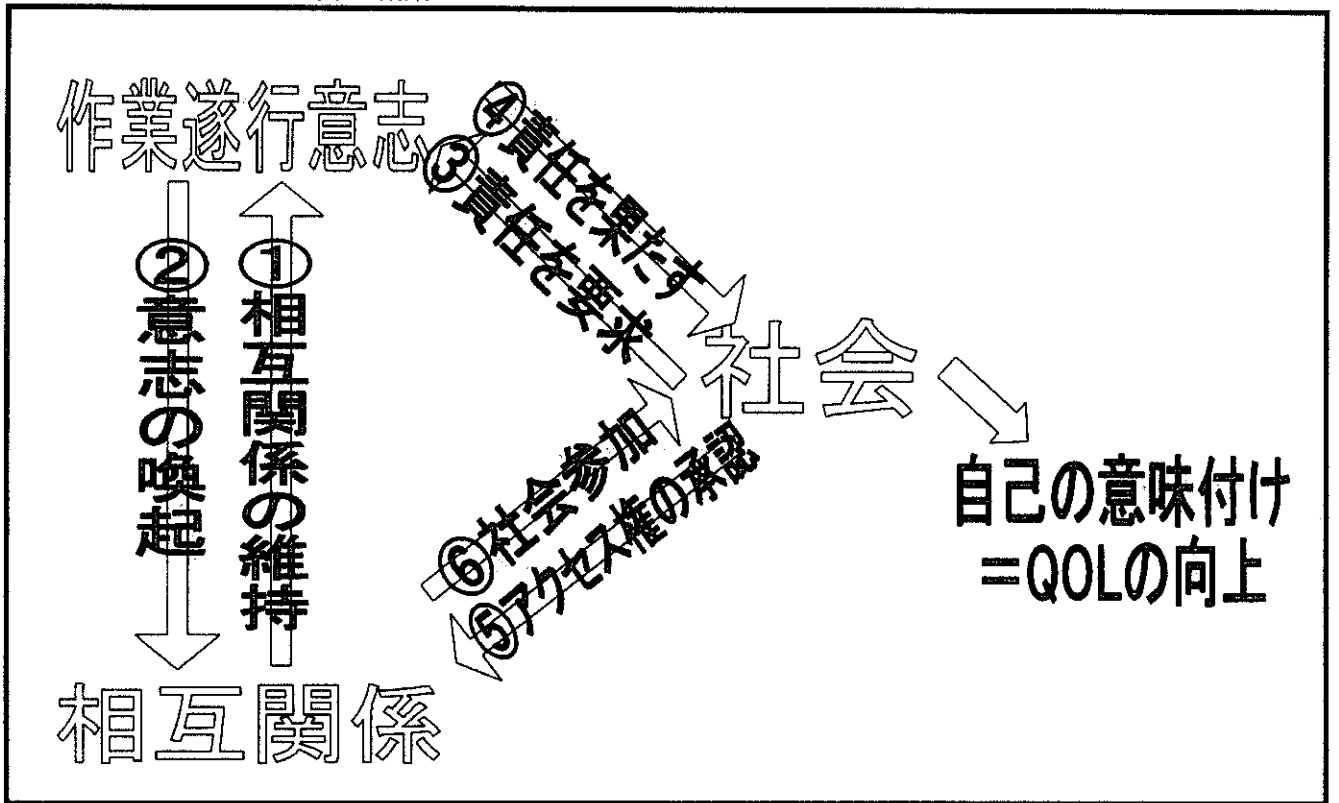 作業遂行意志
④責任を果たす
③責任を要求
②意志の喚起
①相互関係の維持
社会
⑥社会参加
⑤アクセス権の承認
自己の意味付け
=QOLの向上
相互関係